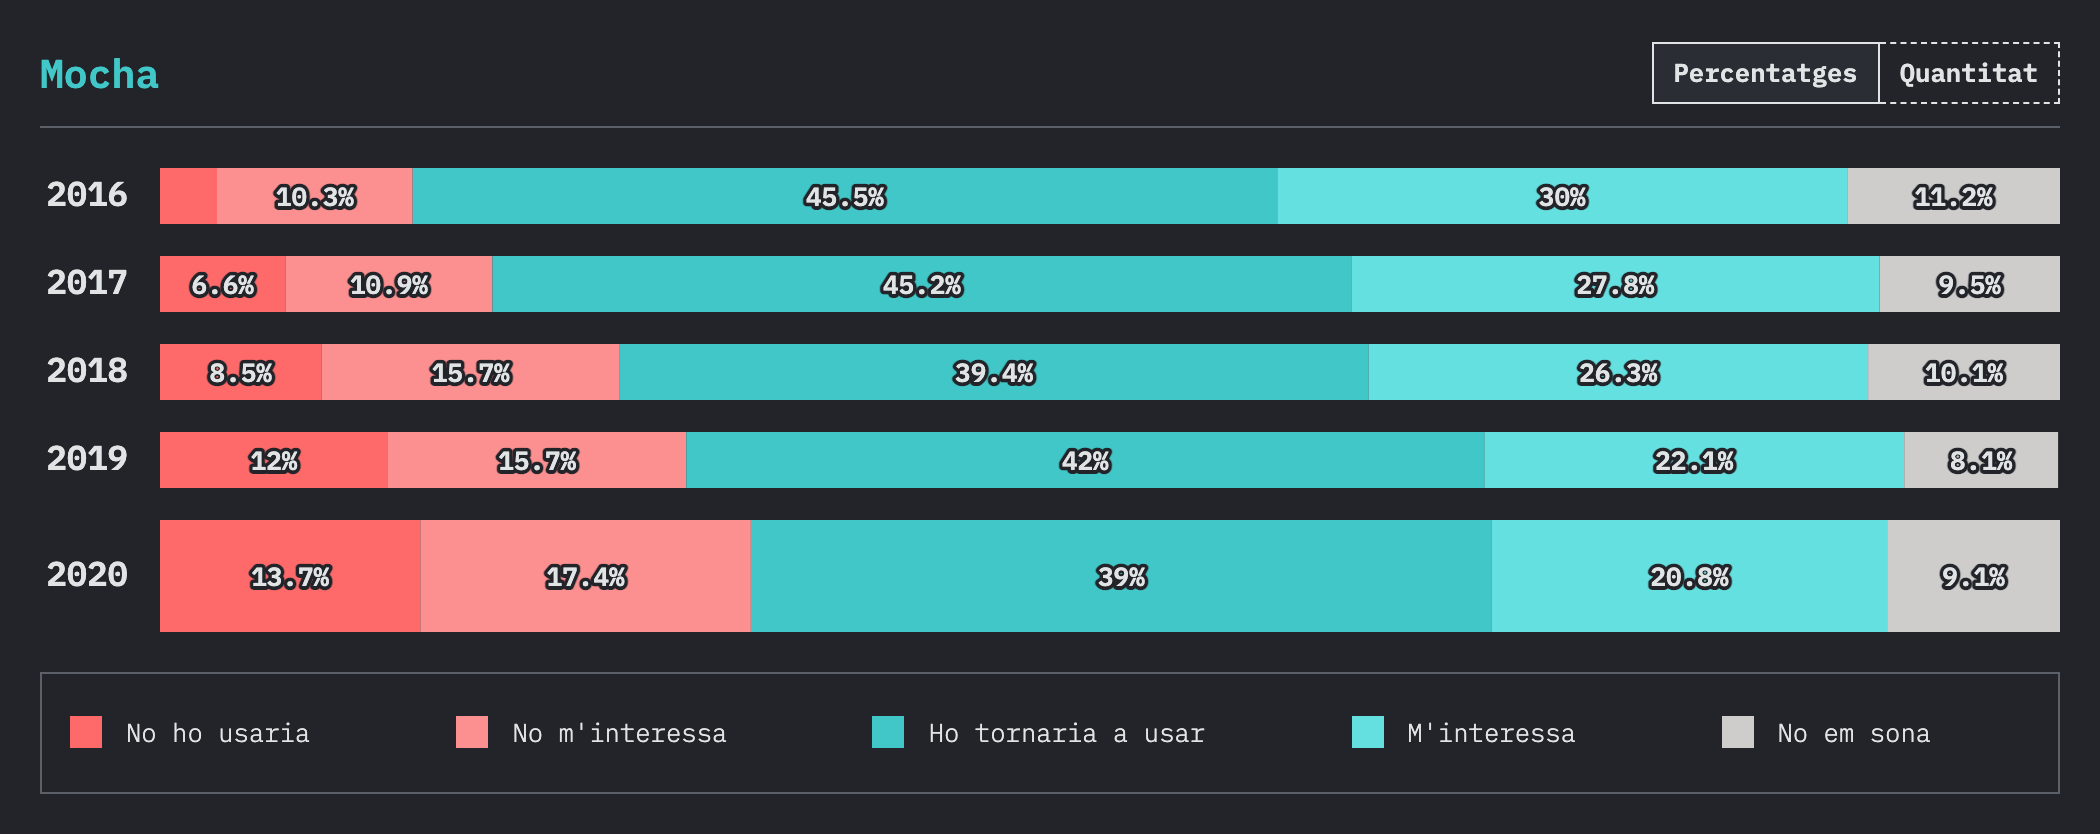 Mocha
Percentatges Quantitat
2016 10.3% 45.5% 30% 11.2%
2017 6.6% 10.9% 45.2% 27.8% 9.5%
2018 8.5% 15.7% 39.4% 26.3% 10.1%
2019 12% 15.7% 42% 22.1% 8.1%
2020 13.7% 17.4% 39% 20.8% 9.1%
No ho usaria No m'interessa Ho tornaria a usar M'interessa No em sona